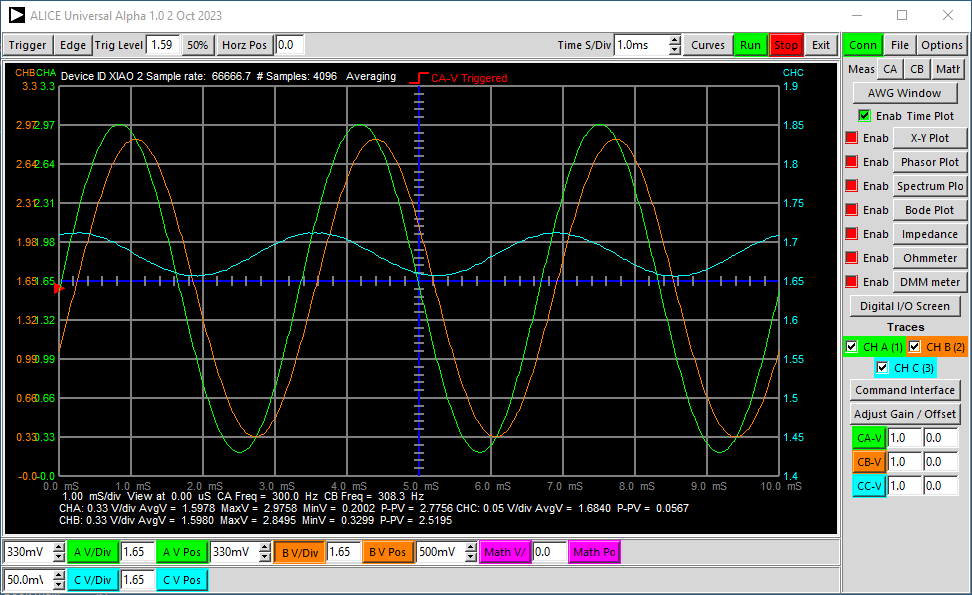 ALICE Universal Alpha 1.0 2 Oct 2023
Trigger Edge Trig Level 1.59 50% Horz Pos 0.0 Time S/Div 1.0ms Curves Run Stop Exit Conn File Options
Meas CA CB Math
AWG Window
Enab Time Plot
Enab X-Y Plot
Enab Phasor Plot
Enab Spectrum Plo
Enab Bode Plot
Enab Impedance
Enab Ohmmeter
Enab DMM meter
Digital I/O Screen
Traces
CH A (1) CH B (2)
CH C (3)
Command Interface
Adjust Gain / Offset
CA-V 1.0 0.0
CB-V 1.0 0.0
CC-V 1.0 0.0
CHB CHA Device ID XIAO 2 Sample rate: 66666.7 # Samples: 4096 Averaging CHC
CA-V Triggered
3.3 3.3 1.9
2.97 2.97 1.85
2.64 2.64 1.8
2.31 2.31 1.75
1.98 1.98 1.7
1.65 1.65 1.65
1.32 1.32 1.6
0.99 0.99 1.55
0.66 0.66 1.5
0.33 0.33 1.45
-0.0 -0.0 1.4
0.0 mS 1.0 mS 2.0 mS 3.0 mS 4.0 mS 5.0 mS 6.0 mS 7.0 mS 8.0 mS 9.0 mS 10.0 mS
1.00 mS/div View at 0.00 uS CA Freq = 300.0 Hz CB Freq = 308.3 Hz
CHA: 0.33 V/div AvgV = 1.5978 MaxV = 2.9758 MinV = 0.2002 P-PV = 2.7756 CHC: 0.05 V/div AvgV = 1.6840 P-PV = 0.0567
CHB: 0.33 V/div AvgV = 1.5980 MaxV = 2.8495 MinV = 0.3299 P-PV = 2.5195
330mV A V/Div 1.65 A V Pos 330mV B V/Div 1.65 B V Pos 500mV Math V/ 0.0 Math Po
50.0m\ C V/Div 1.65 C V Pos